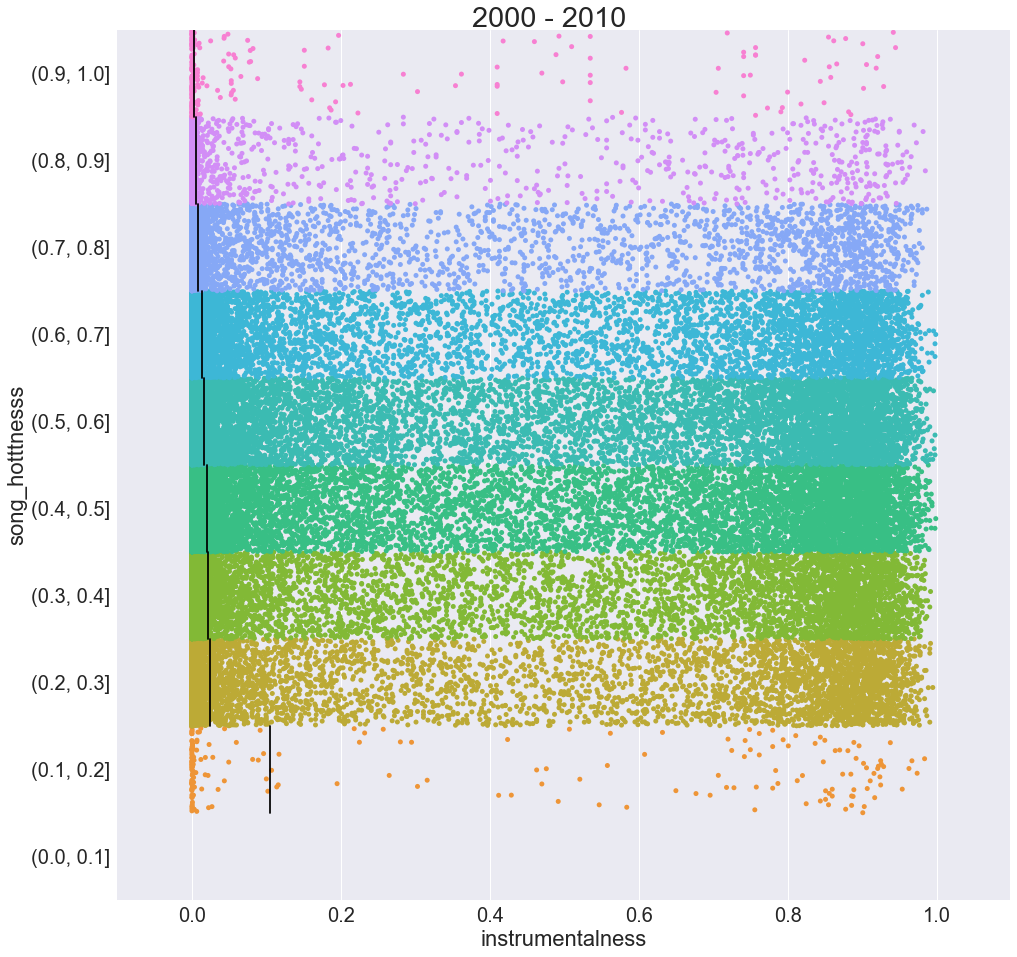 2000 - 2010
(0.9, 1.0]
(0.8, 0.9]
(0.7, 0.8]
(0.6, 0.7]
(0.5, 0.6]
(0.4, 0.5]
(0.3, 0.4]
(0.2, 0.3]
(0.1, 0.2]
(0.0, 0.1]
song_hotttnesss
0.0 0.2 0.4 0.6 0.8 1.0
instrumentalness